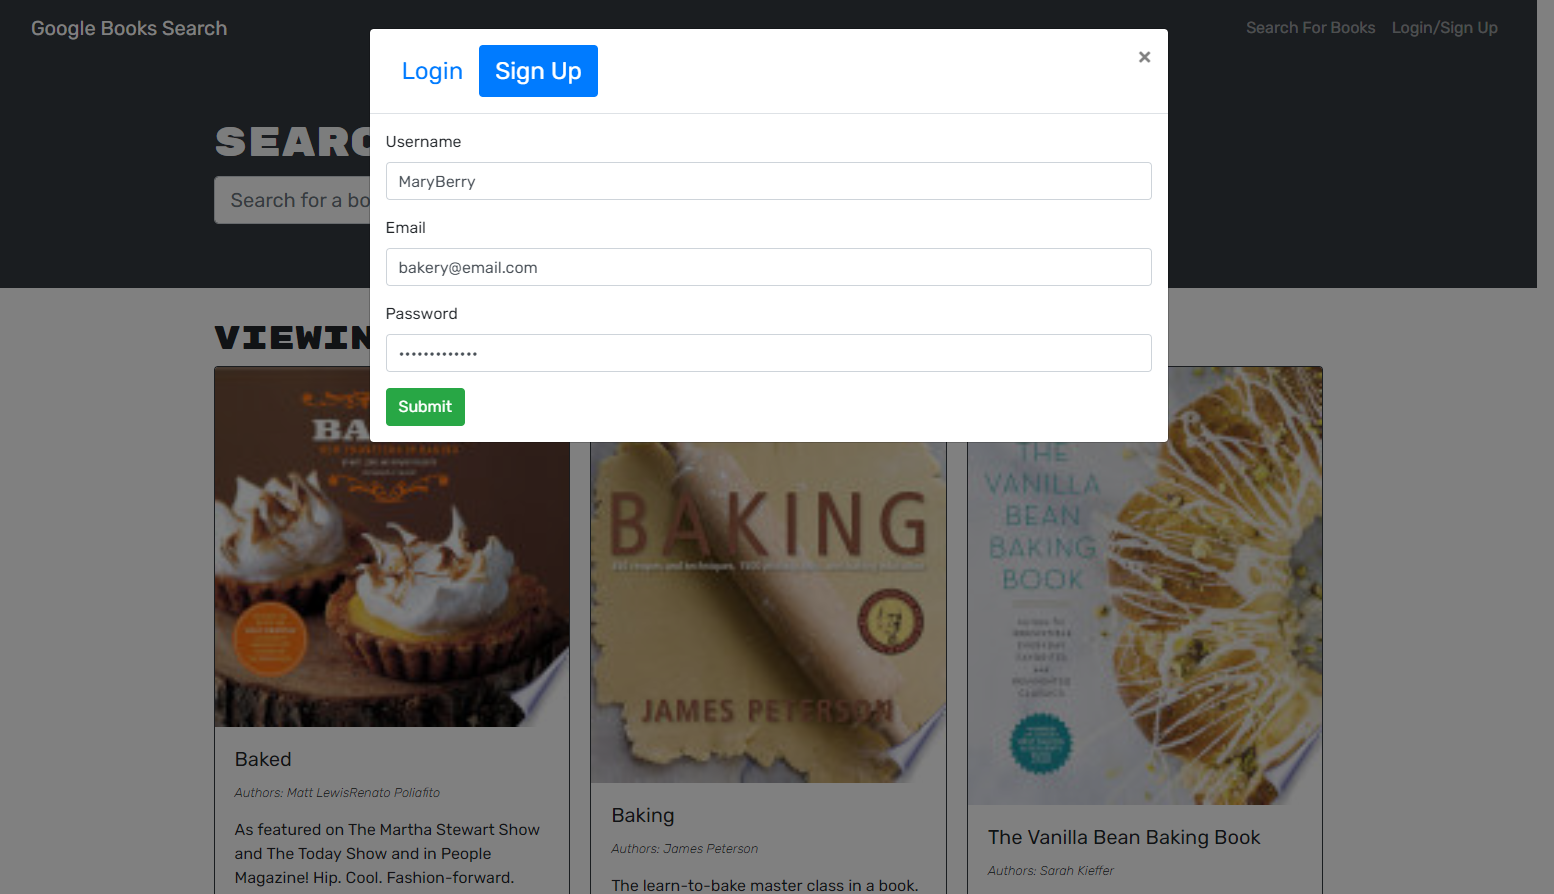 Google Books Search
Search For Books
Login/Sign Up
Login
Sign Up
×
SEARC
Search for a bo
Username
MaryBerry
Email
bakery@email.com
Password
•••••••••••••
Submit
VIEWIN
BA
NEW FRONTIERS IN BAKING
BAKING
JAMES PETERSON
THE
VANILLA
BEAN
BAKING
BOOK
Baked
Authors: Matt LewisRenato Poliafito
As featured on The Martha Stewart Show
and The Today Show and in People
Magazine! Hip. Cool. Fashion-forward.
Baking
Authors: James Peterson
The learn-to-bake master class in a book.
The Vanilla Bean Baking Book
Authors: Sarah Kieffer